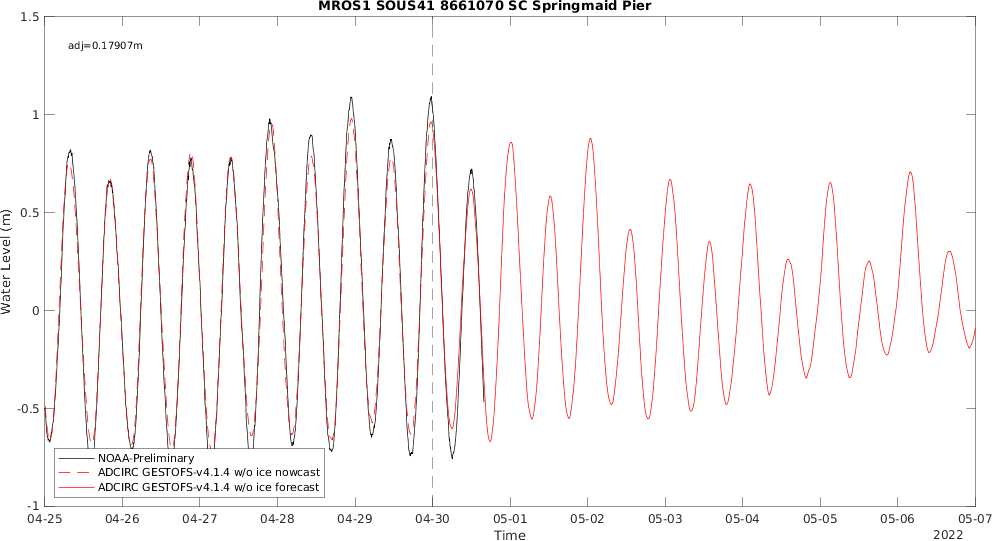 MROS1 SOUS41 8661070 SC Springmaid Pier
adj=0.17907m
Water Level (m)
1.5
1
0.5
0
-0.5
-1
NOAA-Preliminary
ADCIRC GESTOFS-v4.1.4 w/o ice nowcast
ADCIRC GESTOFS-v4.1.4 w/o ice forecast
04-25 04-26 04-27 04-28 04-29 04-30 05-01 05-02 05-03 05-04 05-05 05-06 05-07
Time
2022